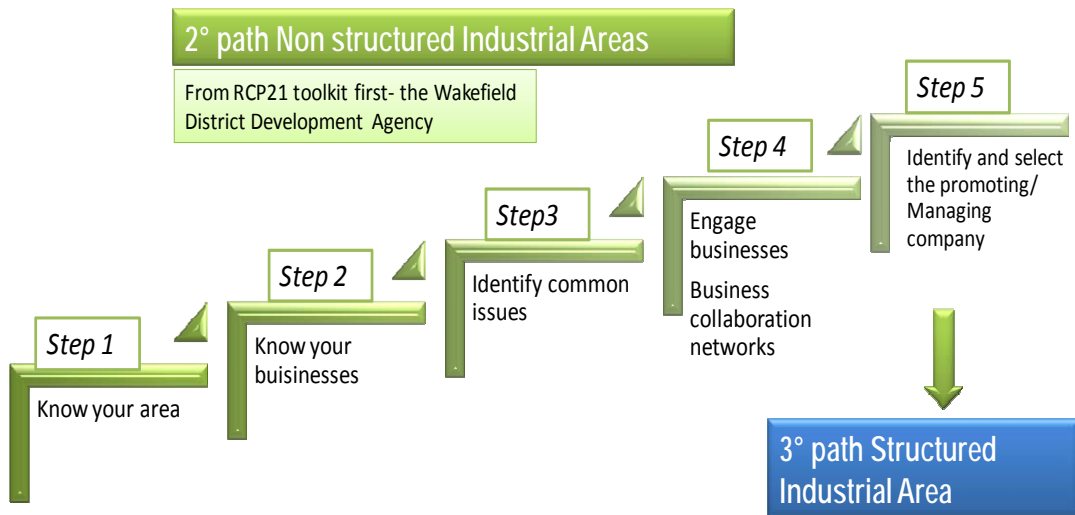 2° path Non structured Industrial Areas
From RCP21 toolkit first- the Wakefield
District Development Agency
Step 1
Know your area
Step 2
Know your
buisinesses
Step3
Identify common
issues
Step 4
Engage
businesses
Business
collaboration
networks
Step 5
Identify and select
the promoting/
Managing
company
3° path Structured
Industrial Area